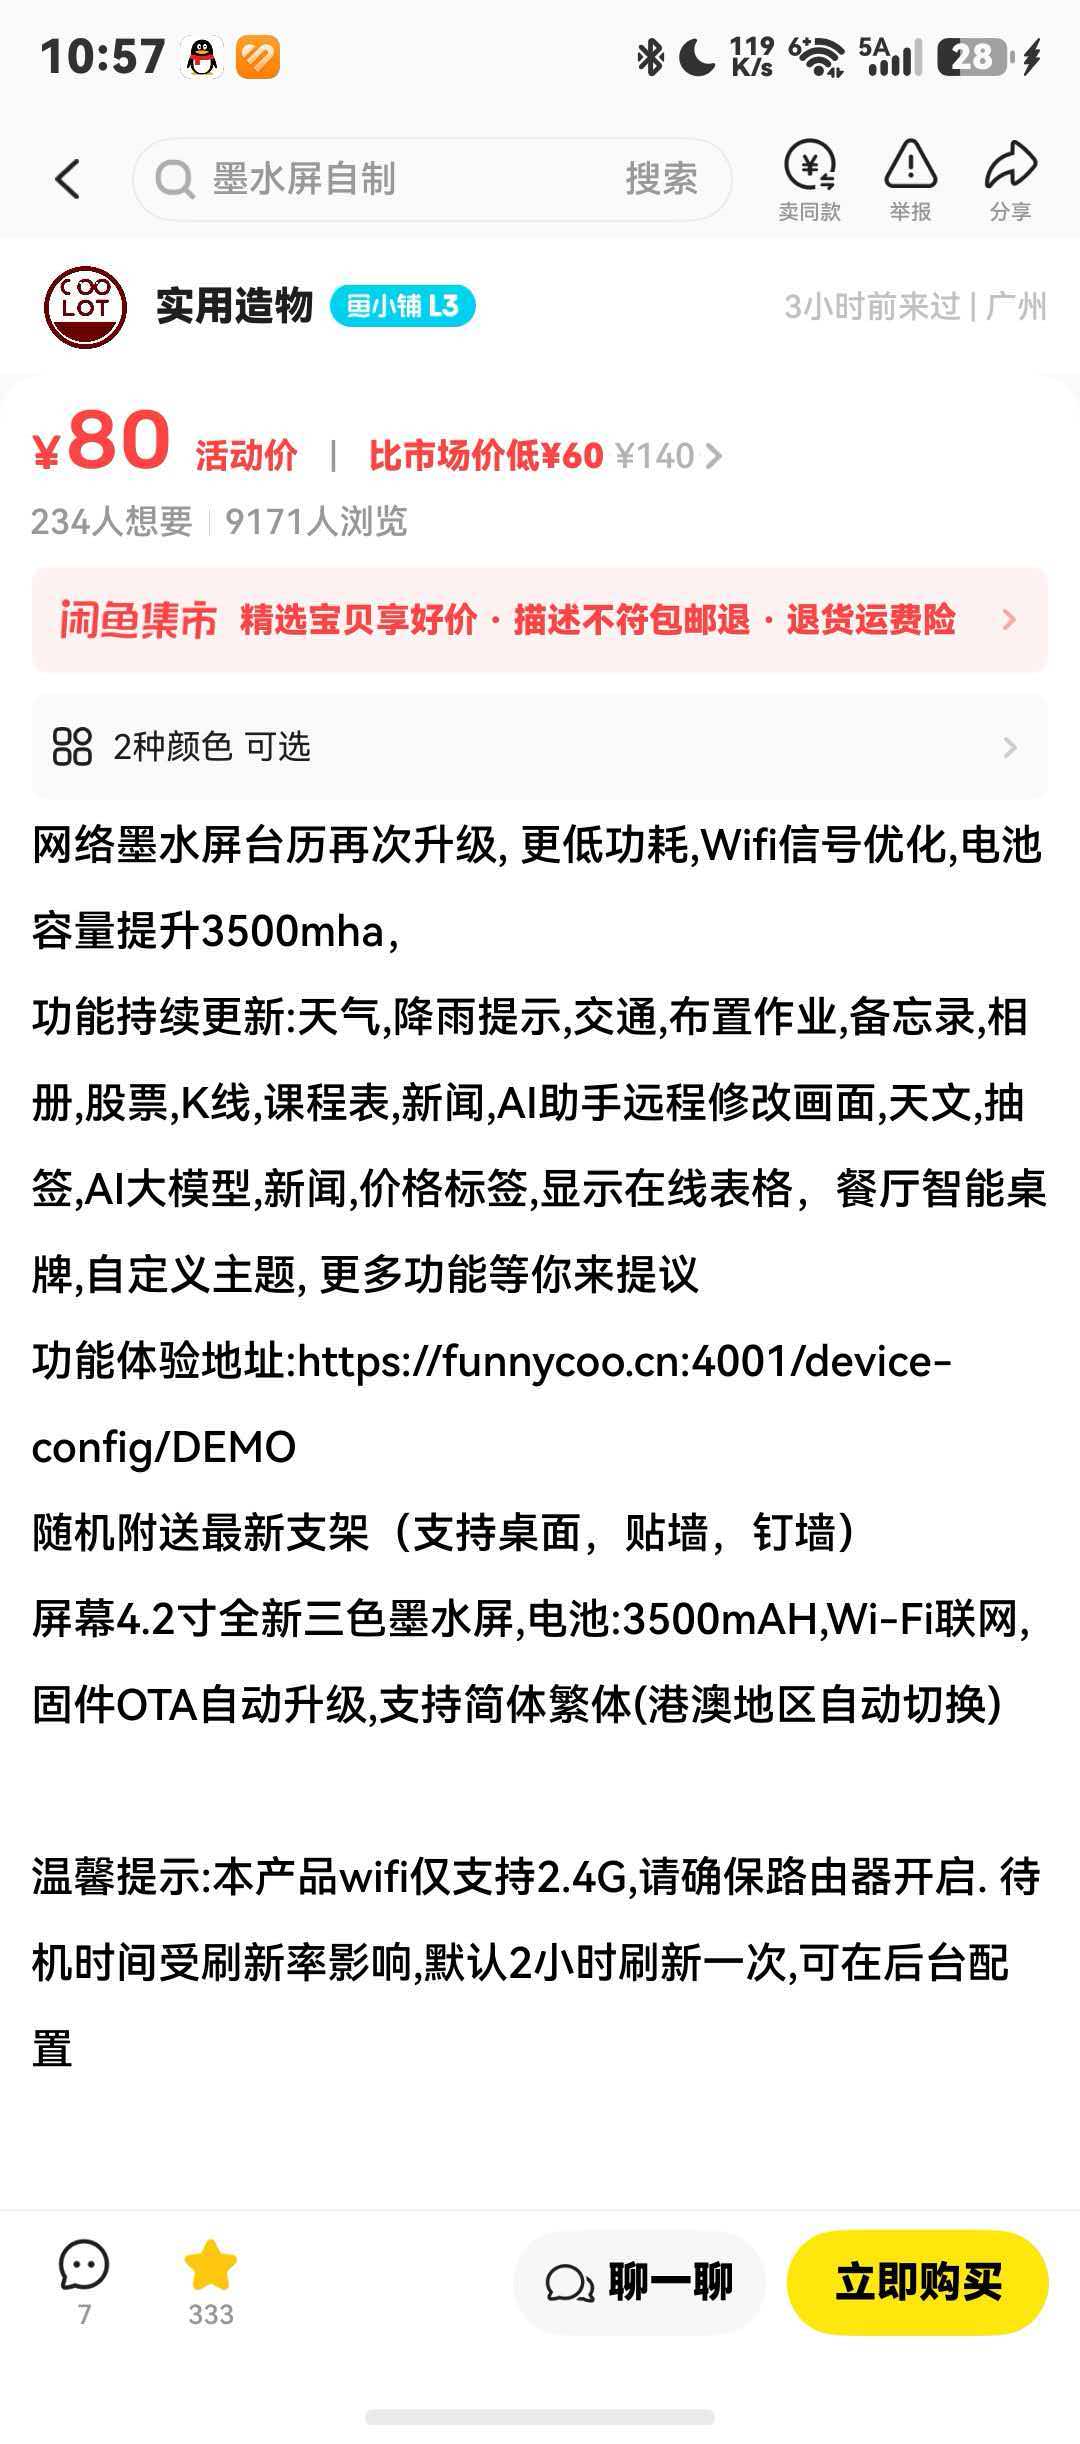 10:57
119 K/s
6+
5A
28
墨水屏自制
搜索
卖同款
举报
分享
COO LOT
实用造物
鱼小铺 L3
3小时前来过 | 广州
¥80 活动价 | 比市场价低¥60 ¥140
234人想要 | 9171人浏览
闲鱼集市 精选宝贝享好价 · 描述不符包邮退 · 退货运费险
2种颜色 可选
网络墨水屏台历再次升级, 更低功耗,Wifi信号优化,电池
容量提升3500mha，
功能持续更新:天气,降雨提示,交通,布置作业,备忘录,相
册,股票,K线,课程表,新闻,AI助手远程修改画面,天文,抽
签,AI大模型,新闻,价格标签,显示在线表格，餐厅智能桌
牌,自定义主题, 更多功能等你来提议
功能体验地址:https://funnycoo.cn:4001/device-
config/DEMO
随机附送最新支架（支持桌面，贴墙，钉墙）
屏幕4.2寸全新三色墨水屏,电池:3500mAH,Wi-Fi联网,
固件OTA自动升级,支持简体繁体(港澳地区自动切换)
温馨提示:本产品wifi仅支持2.4G,请确保路由器开启. 待
机时间受刷新率影响,默认2小时刷新一次,可在后台配
置
7
333
聊一聊
立即购买